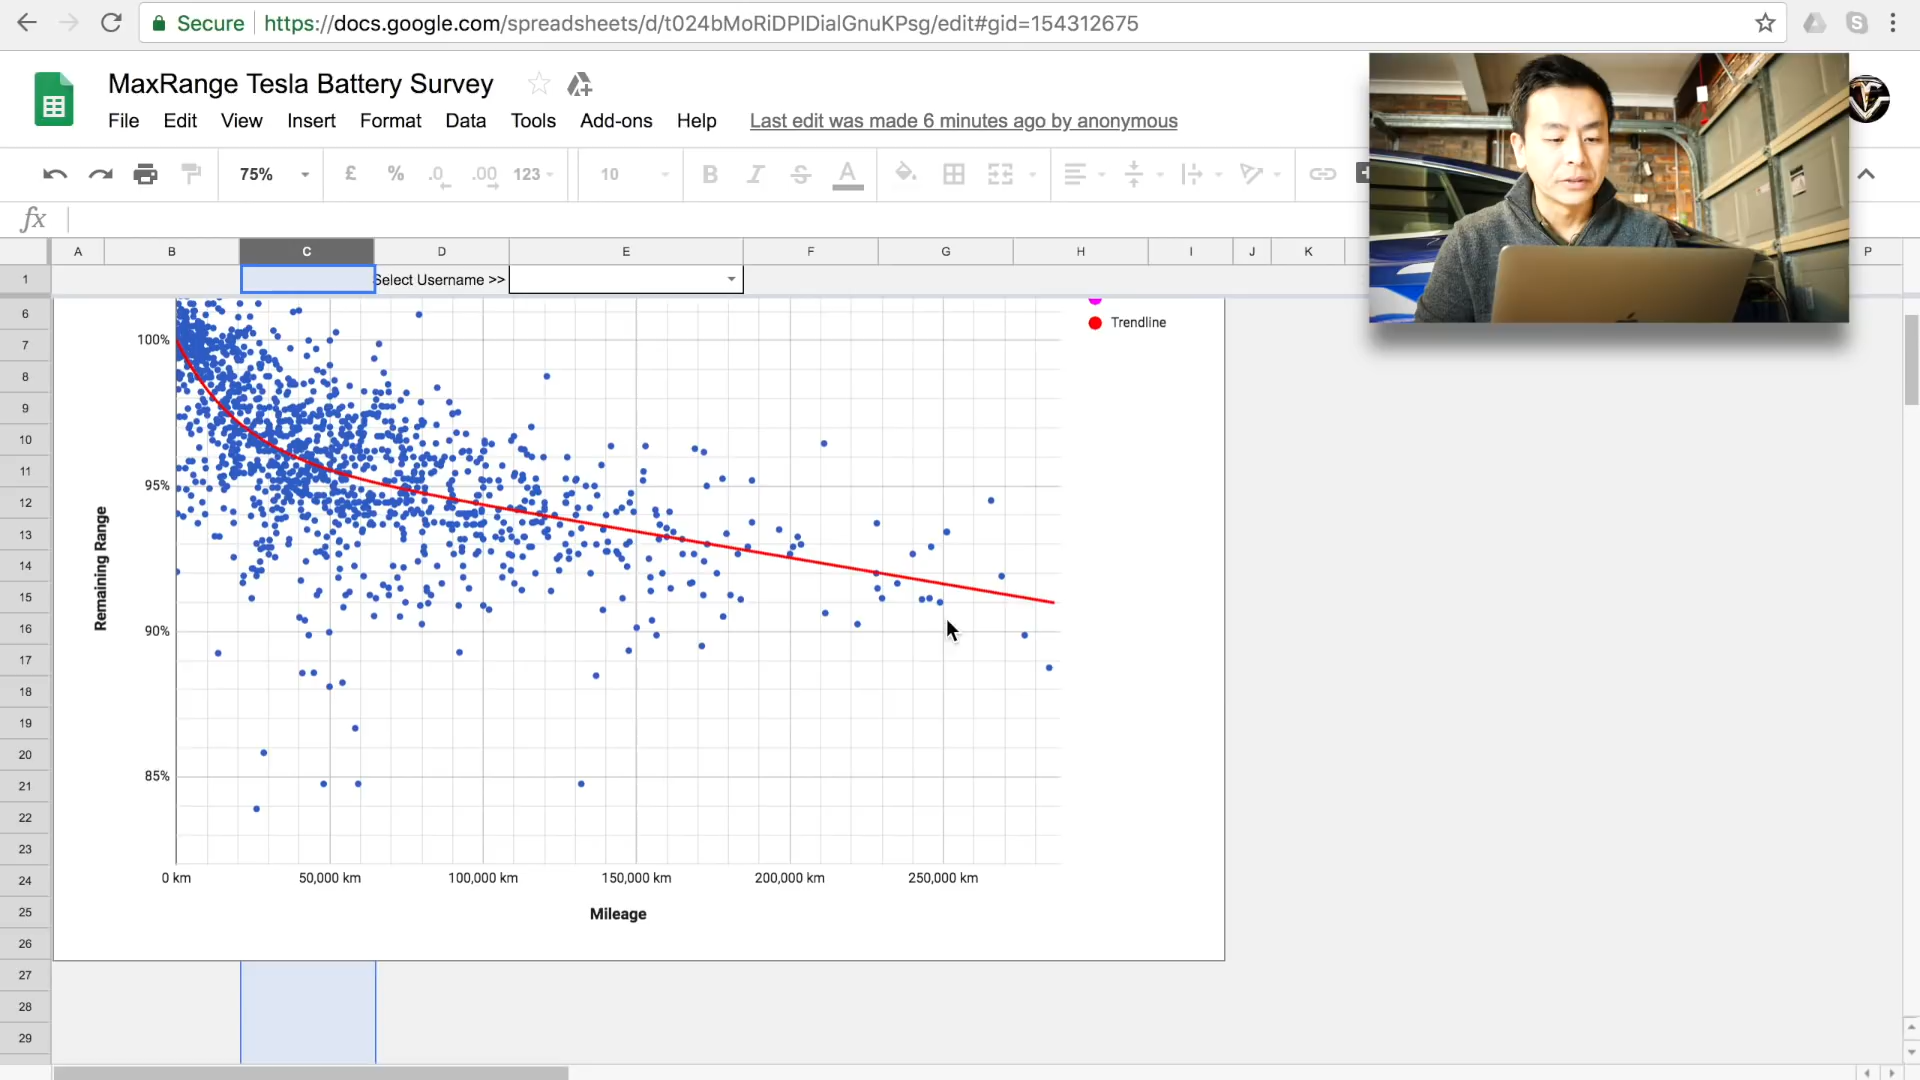 Secure https://docs.google.com/spreadsheets/d/t024bMoRiDPlDialGnuKPsg/edit#gid=154312675
MaxRange Tesla Battery Survey
File Edit View Insert Format Data Tools Add-ons Help Last edit was made 6 minutes ago by anonymous
75% £ % .0 .00 123 10 B I S A
fx
A B C D E F G H I J K P
1 Select Username >>
6
Trendline
7 100%
8
9
10
11
95%
12
13
14
Remaining Range
15
16 90%
17
18
19
20
85%
21
22
23
24 0 km 50,000 km 100,000 km 150,000 km 200,000 km 250,000 km
25 Mileage
26
27
28
29